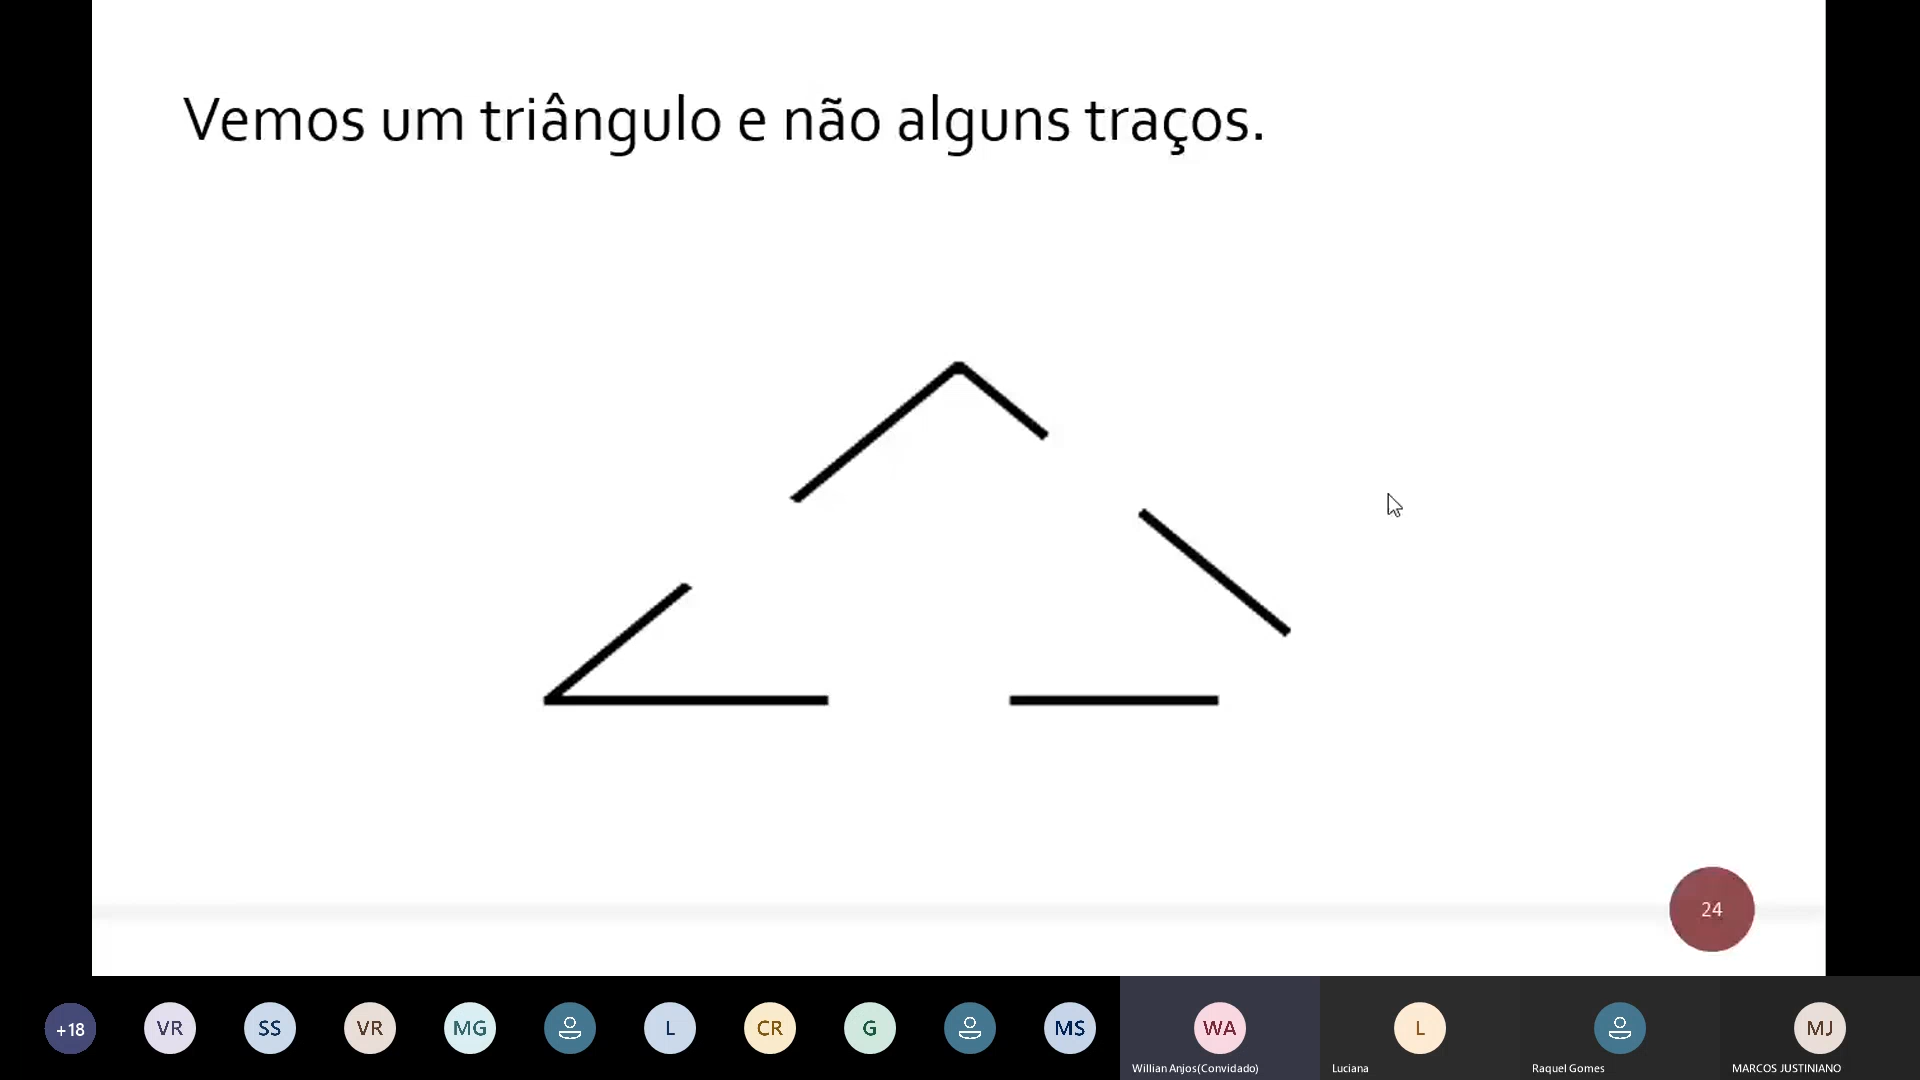 Vemos um triângulo e não alguns traços.
24
+18
VR
SS
VR
MG
L
CR
G
MS
WA
L
MJ
Willian Anjos(Convidado)
Luciana
Raquel Gomes
MARCOS JUSTINIANO